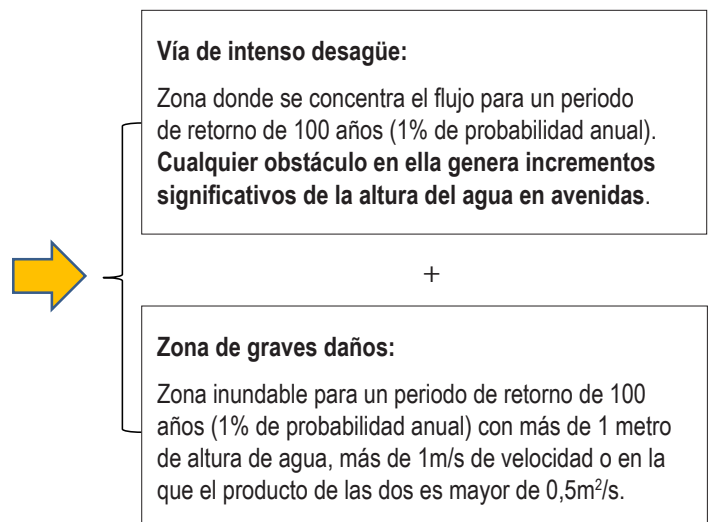 Vía de intenso desagüe:
Zona donde se concentra el flujo para un periodo
de retorno de 100 años (1% de probabilidad anual).
Cualquier obstáculo en ella genera incrementos
significativos de la altura del agua en avenidas.
+
Zona de graves daños:
Zona inundable para un periodo de retorno de 100
años (1% de probabilidad anual) con más de 1 metro
de altura de agua, más de 1m/s de velocidad o en la
que el producto de las dos es mayor de 0,5m²/s.